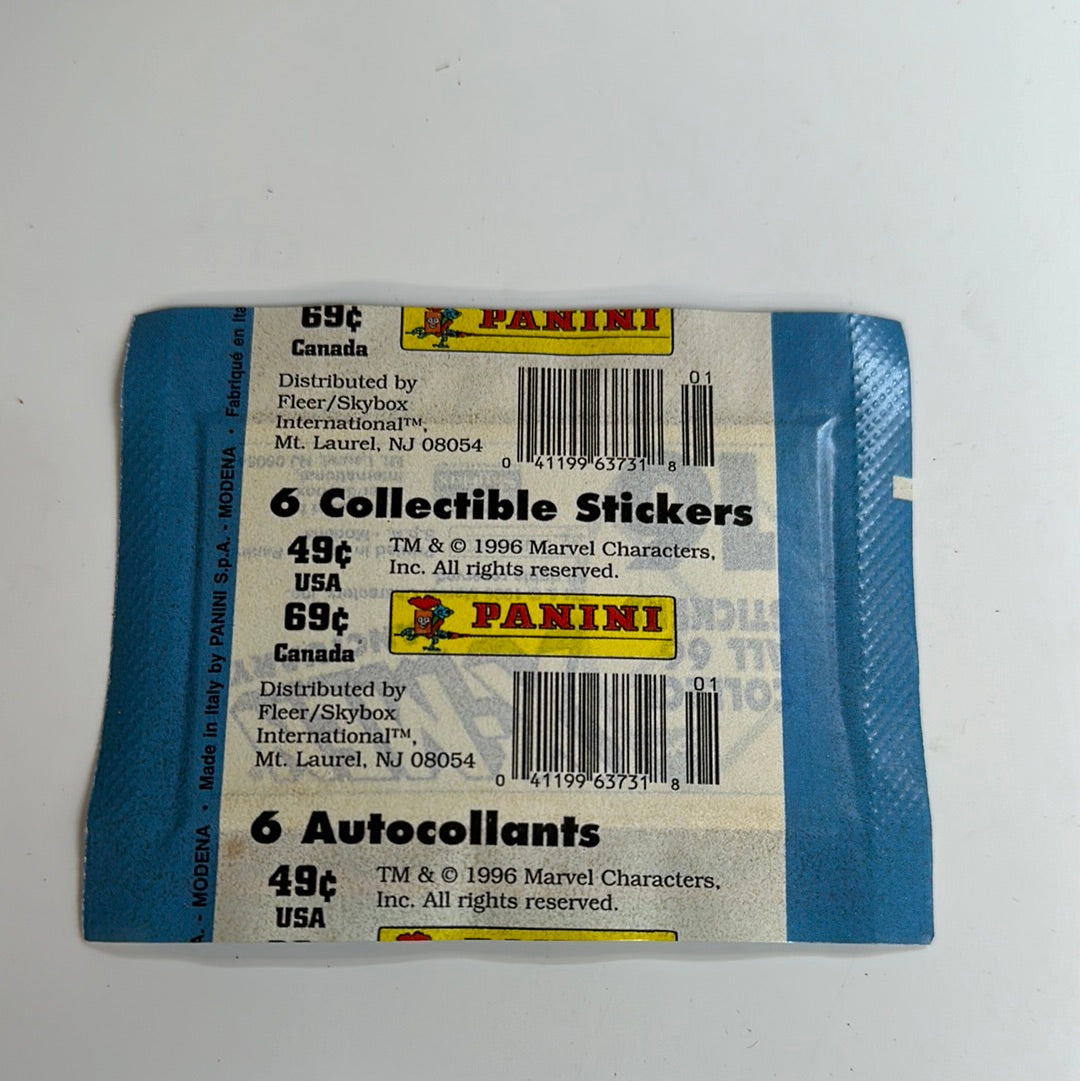 69¢
Canada
PANINI
Distributed by
Fleer/Skybox
International™,
Mt. Laurel, NJ 08054
01
0 41199 63731 8
6 Collectible Stickers
49¢
USA
TM & © 1996 Marvel Characters,
Inc. All rights reserved.
69¢
Canada
PANINI
Distributed by
Fleer/Skybox
International™,
Mt. Laurel, NJ 08054
01
0 41199 63731 8
6 Autocollants
49¢
USA
TM & © 1996 Marvel Characters,
Inc. All rights reserved.
A. - MODENA • Made in Italy by PANINI S.p.A. - MODENA • Fabriqué en Ita